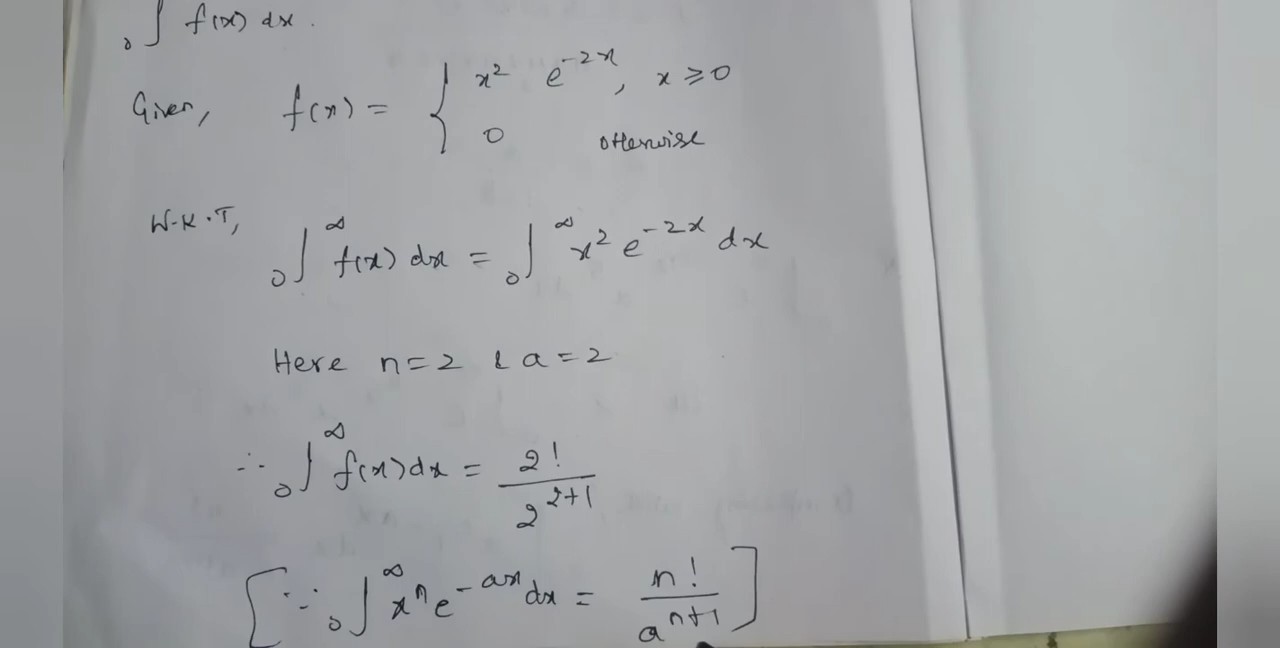 ₀∫ f(x) dx.
Given, f(x) = { x² e^{-2x}, x ≥ 0
0 otherwise
W.K.T, ₀∫^∞ f(x) dx = ₀∫^∞ x² e^{-2x} dx
Here n=2 & a=2
∴ ₀∫^∞ f(x) dx = 2! / 2^{2+1}
[∵ ₀∫^∞ xⁿ e^{-ax} dx = n! / a^{n+1}]